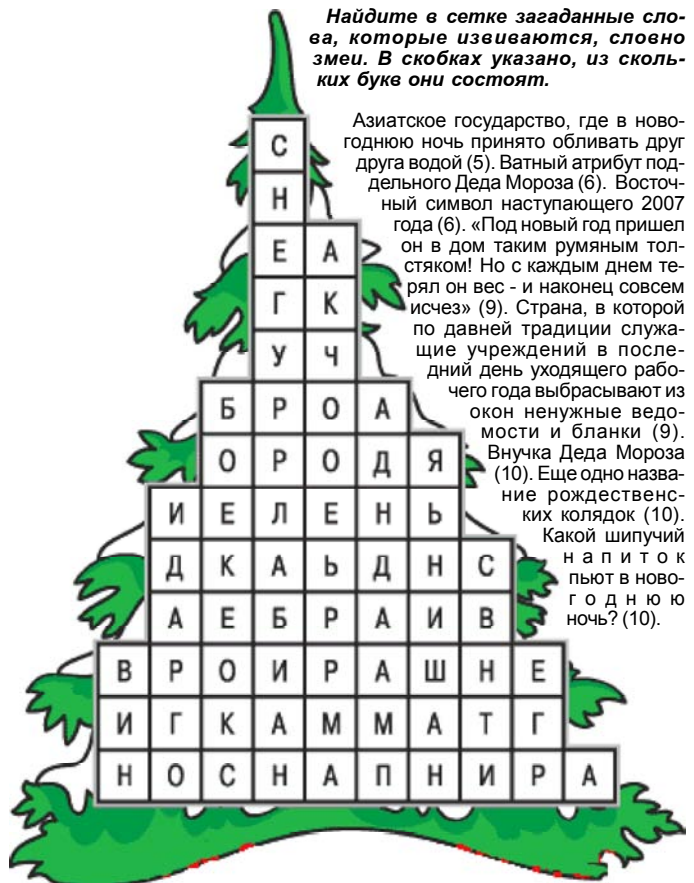 Найдите в сетке загаданные сло-
ва, которые извиваются, словно
змеи. В скобках указано, из сколь-
ких букв они состоят.
Азиатское государство, где в ново-
годнюю ночь принято обливать друг
друга водой (5). Ватный атрибут под-
дельного Деда Мороза (6). Восточ-
ный символ наступающего 2007
года (6). «Под новый год пришел
он в дом таким румяным тол-
стяком! Но с каждым днем те-
рял он вес - и наконец совсем
исчез» (9). Страна, в которой
по давней традиции служа-
щие учреждений в после-
дний день уходящего рабо-
чего года выбрасывают из
окон ненужные ведо-
мости и бланки (9).
Внучка Деда Мороза
(10). Еще одно назва-
ние рождественс-
ких колядок (10).
Какой шипучий
напиток
пьют в ново-
годнюю
ночь? (10).
С
Н
Е А
Г К
У Ч
Б Р О А
О Р О Д Я
И Е Л Е Н Ь
Д К А Ь Д Н С
А Е Б Р А И В
В Р О И Р А Ш Н Е
И Г К А М М А Т Г
Н О С Н А П Н И Р А